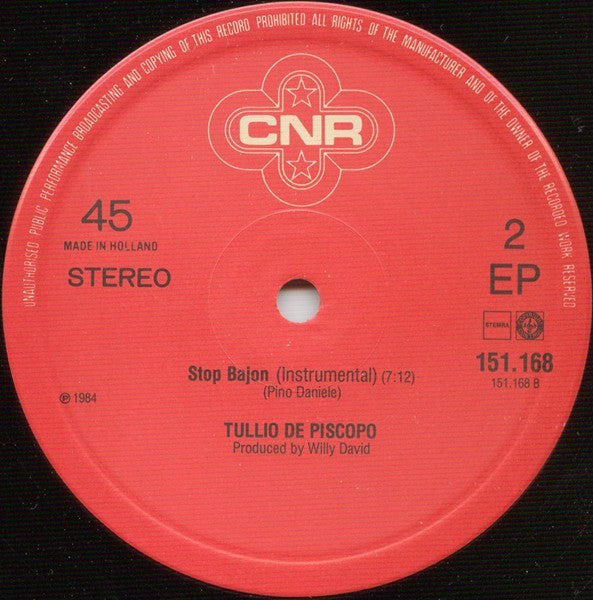 UNAUTHORISED PUBLIC PERFORMANCE BROADCASTING AND COPYING OF THIS RECORD PROHIBITED ALL RIGHTS OF THE MANUFACTURER AND OF THE OWNER OF THE RECORDED WORK RESERVED
CNR
45
MADE IN HOLLAND
STEREO
2
EP
STEMRA
151.168
151.168 B
Stop Bajon (Instrumental) (7:12)
(Pino Daniele)
℗ 1984
TULLIO DE PISCOPO
Produced by Willy David